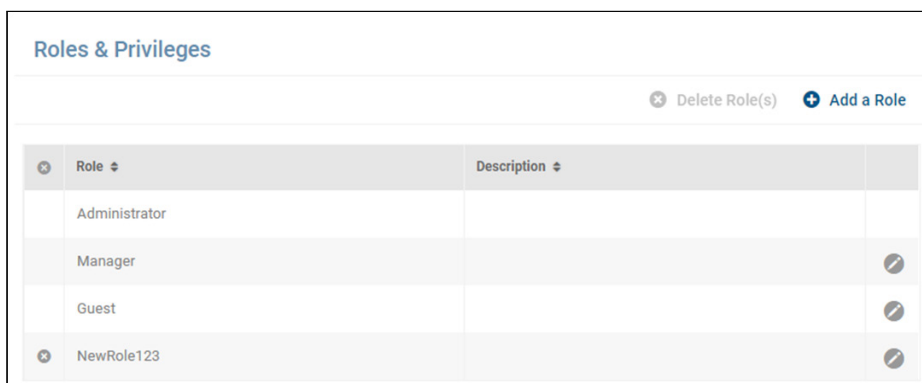 Roles & Privileges
Delete Role(s) Add a Role
Role Description
Administrator
Manager
Guest
NewRole123